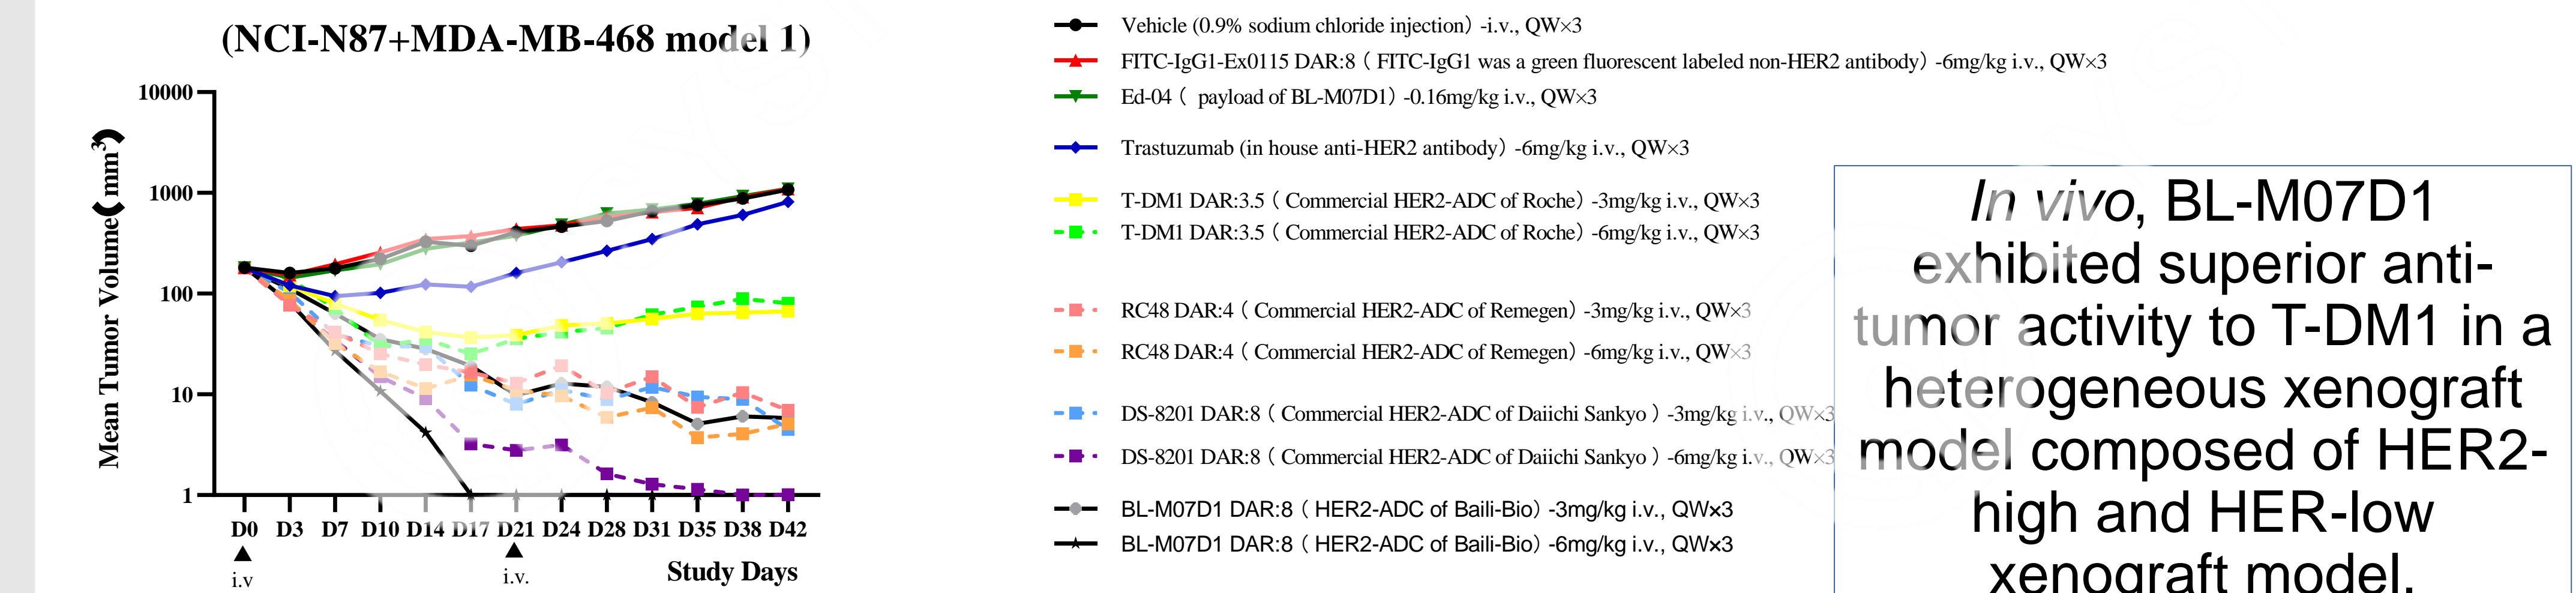 (NCI-N87+MDA-MB-468 model 1)
Mean Tumor Volume( mm³)
10000
1000
100
10
1
D0 D3 D7 D10 D14 D17 D21 D24 D28 D31 D35 D38 D42
i.v i.v.
Study Days
Vehicle (0.9% sodium chloride injection) -i.v., QW×3
FITC-IgG1-Ex0115 DAR:8 ( FITC-IgG1 was a green fluorescent labeled non-HER2 antibody) -6mg/kg i.v., QW×3
Ed-04 ( payload of BL-M07D1) -0.16mg/kg i.v., QW×3
Trastuzumab (in house anti-HER2 antibody) -6mg/kg i.v., QW×3
T-DM1 DAR:3.5 ( Commercial HER2-ADC of Roche) -3mg/kg i.v., QW×3
T-DM1 DAR:3.5 ( Commercial HER2-ADC of Roche) -6mg/kg i.v., QW×3
RC48 DAR:4 ( Commercial HER2-ADC of Remegen) -3mg/kg i.v., QW×3
RC48 DAR:4 ( Commercial HER2-ADC of Remegen) -6mg/kg i.v., QW×3
DS-8201 DAR:8 ( Commercial HER2-ADC of Daiichi Sankyo ) -3mg/kg i.v., QW×3
DS-8201 DAR:8 ( Commercial HER2-ADC of Daiichi Sankyo ) -6mg/kg i.v., QW×3
BL-M07D1 DAR:8 ( HER2-ADC of Baili-Bio) -3mg/kg i.v., QW×3
BL-M07D1 DAR:8 ( HER2-ADC of Baili-Bio) -6mg/kg i.v., QW×3
In vivo, BL-M07D1
exhibited superior anti-
tumor activity to T-DM1 in a
heterogeneous xenograft
model composed of HER2-
high and HER-low
xenograft model.